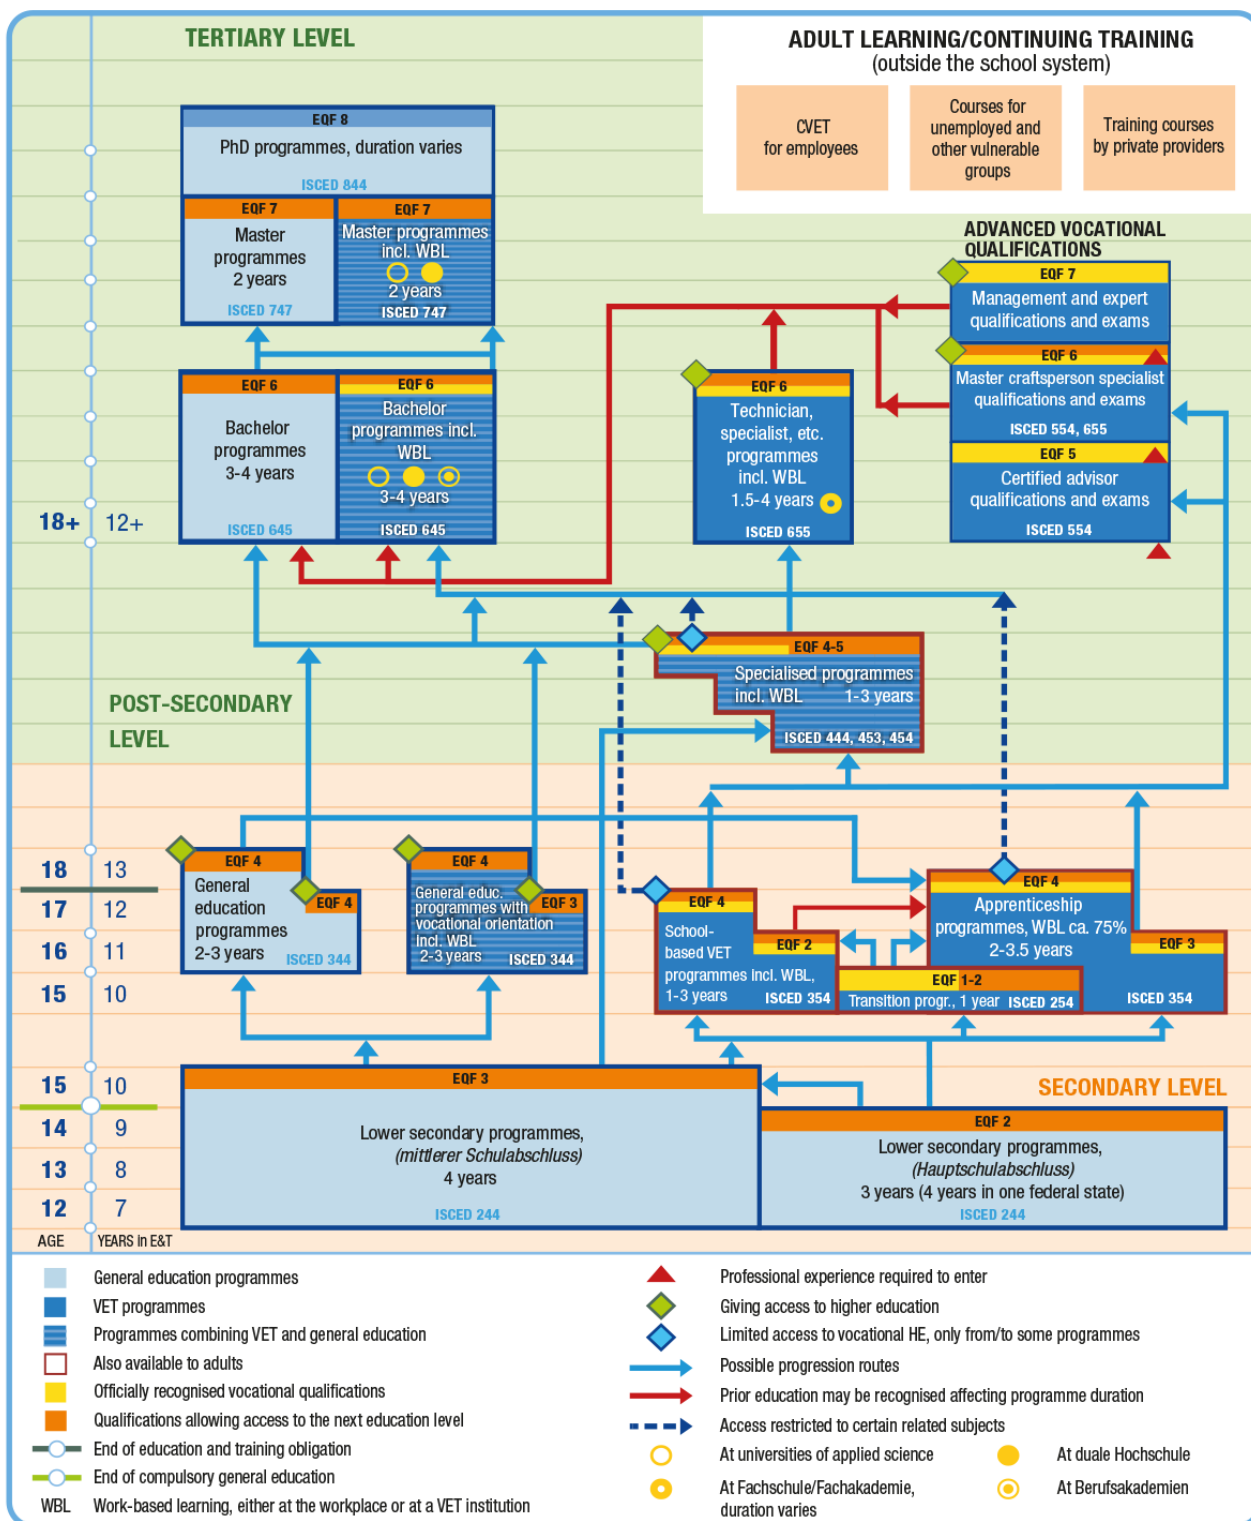 TERTIARY LEVEL
ADULT LEARNING/CONTINUING TRAINING
(outside the school system)
CVET
for employees
Courses for
unemployed and
other vulnerable
groups
Training courses
by private providers
EQF 8
PhD programmes, duration varies
ISCED 844
EQF 7
Master
programmes
2 years
ISCED 747
EQF 7
Master programmes
incl. WBL
2 years
ISCED 747
ADVANCED VOCATIONAL
QUALIFICATIONS
EQF 7
Management and expert
qualifications and exams
EQF 6
Master craftsperson specialist
qualifications and exams
ISCED 554, 655
EQF 5
Certified advisor
qualifications and exams
ISCED 554
EQF 6
Bachelor
programmes
3-4 years
ISCED 645
EQF 6
Bachelor
programmes incl.
WBL
3-4 years
ISCED 645
EQF 6
Technician,
specialist, etc.
programmes
incl. WBL
1.5-4 years
ISCED 655
18+ 12+
POST-SECONDARY
LEVEL
EQF 4-5
Specialised programmes
incl. WBL 1-3 years
ISCED 444, 453, 454
18 13
17 12
16 11
15 10
EQF 4
General
education
programmes
2-3 years
EQF 4
ISCED 344
EQF 4
General educ.
programmes with
vocational orientation
Incl. WBL
2-3 years
EQF 3
ISCED 344
EQF 4
School-
based VET
programmes incl. WBL,
1-3 years
EQF 2
ISCED 354
EQF 4
Apprenticeship
programmes, WBL ca. 75%
2-3.5 years
EQF 3
ISCED 354
EQF 1-2
Transition progr., 1 year ISCED 254
SECONDARY LEVEL
15 10
14 9
13 8
12 7
AGE YEARS in E&T
EQF 3
Lower secondary programmes,
(mittlerer Schulabschluss)
4 years
ISCED 244
EQF 2
Lower secondary programmes,
(Hauptschulabschluss)
3 years (4 years in one federal state)
ISCED 244
General education programmes
VET programmes
Programmes combining VET and general education
Also available to adults
Officially recognised vocational qualifications
Qualifications allowing access to the next education level
End of education and training obligation
End of compulsory general education
WBL Work-based learning, either at the workplace or at a VET institution
Professional experience required to enter
Giving access to higher education
Limited access to vocational HE, only from/to some programmes
Possible progression routes
Prior education may be recognised affecting programme duration
Access restricted to certain related subjects
At universities of applied science
At duale Hochschule
At Fachschule/Fachakademie,
duration varies
At Berufsakademien